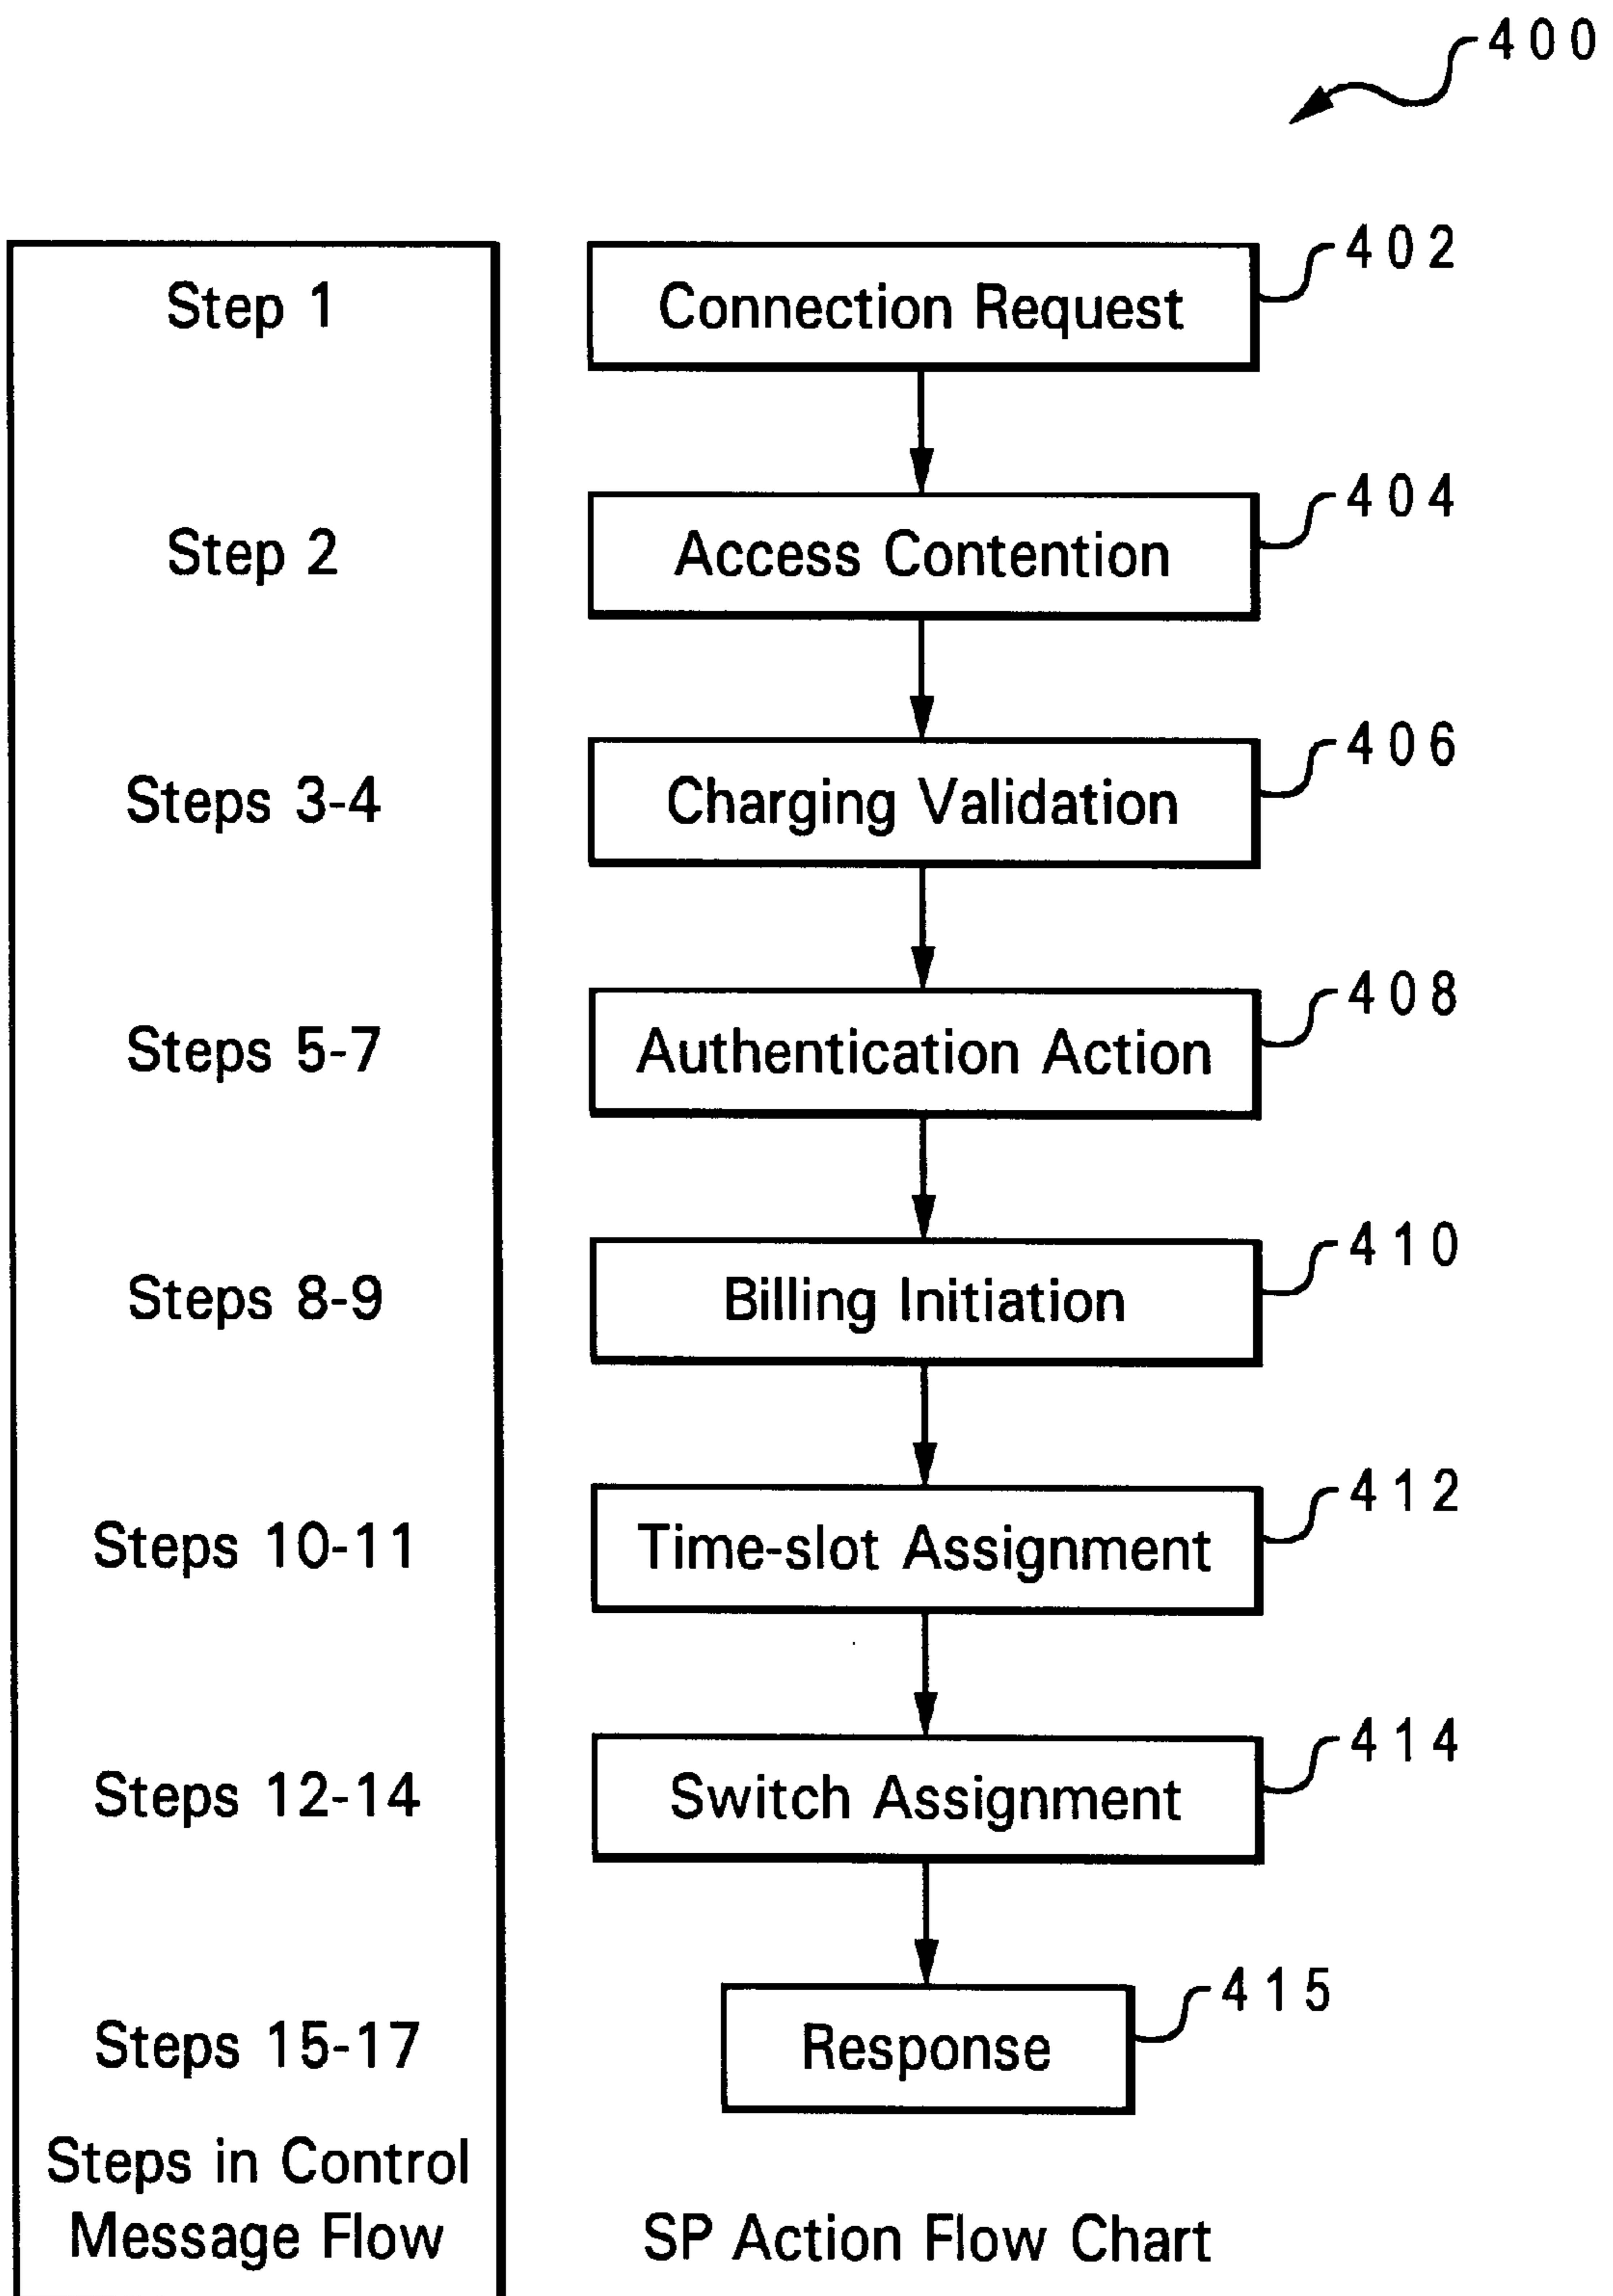 400
Step 1
Connection Request
402
Step 2
Access Contention
404
Steps 3-4
Charging Validation
406
Steps 5-7
Authentication Action
408
Steps 8-9
Billing Initiation
410
Steps 10-11
Time-slot Assignment
412
Steps 12-14
Switch Assignment
414
Steps 15-17
Response
415
Steps in Control
Message Flow
SP Action Flow Chart